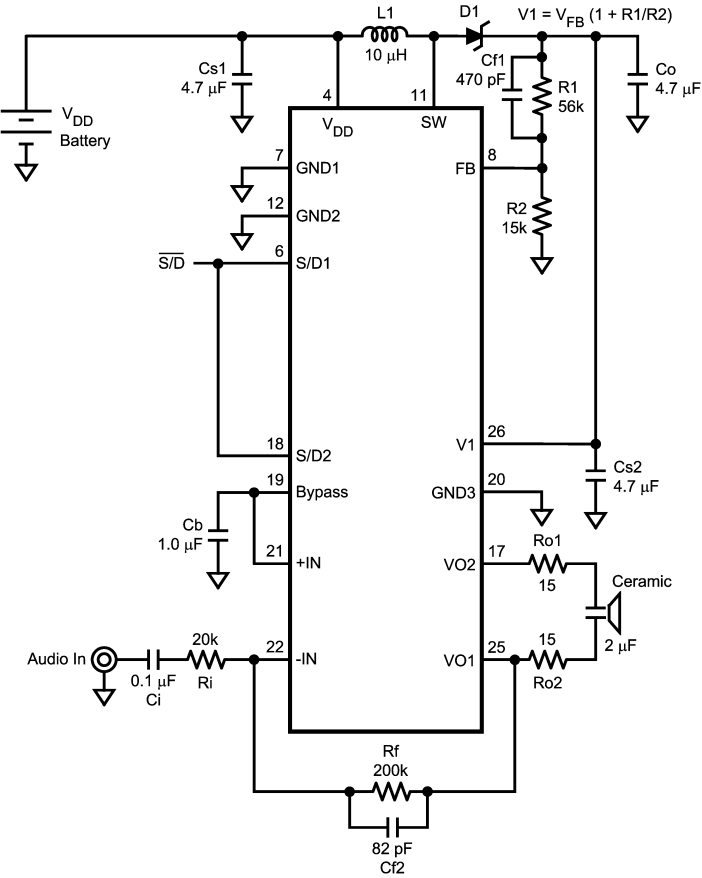 L1
10 µH
D1
V1 = VFB (1 + R1/R2)
Cs1
4.7 µF
Cf1
470 pF
R1
56k
Co
4.7 µF
VDD
Battery
4
11
VDD
SW
7
GND1
8
FB
12
GND2
R2
15k
S/D
6
S/D1
18
S/D2
26
V1
19
Bypass
20
GND3
Cs2
4.7 µF
Cb
1.0 µF
21
+IN
17
VO2
Ro1
15
Ceramic
2 µF
Audio In
0.1 µF
Ci
20k
Ri
22
-IN
25
VO1
15
Ro2
Rf
200k
82 pF
Cf2